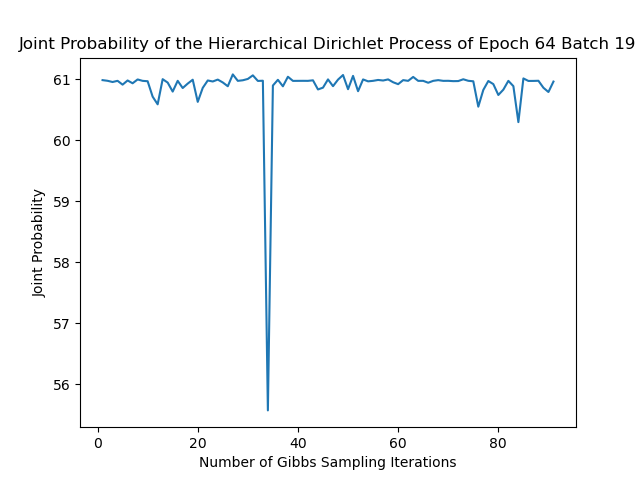 Joint Probability of the Hierarchical Dirichlet Process of Epoch 64 Batch 19
61
60
59
58
57
56
Joint Probability
0 20 40 60 80
Number of Gibbs Sampling Iterations